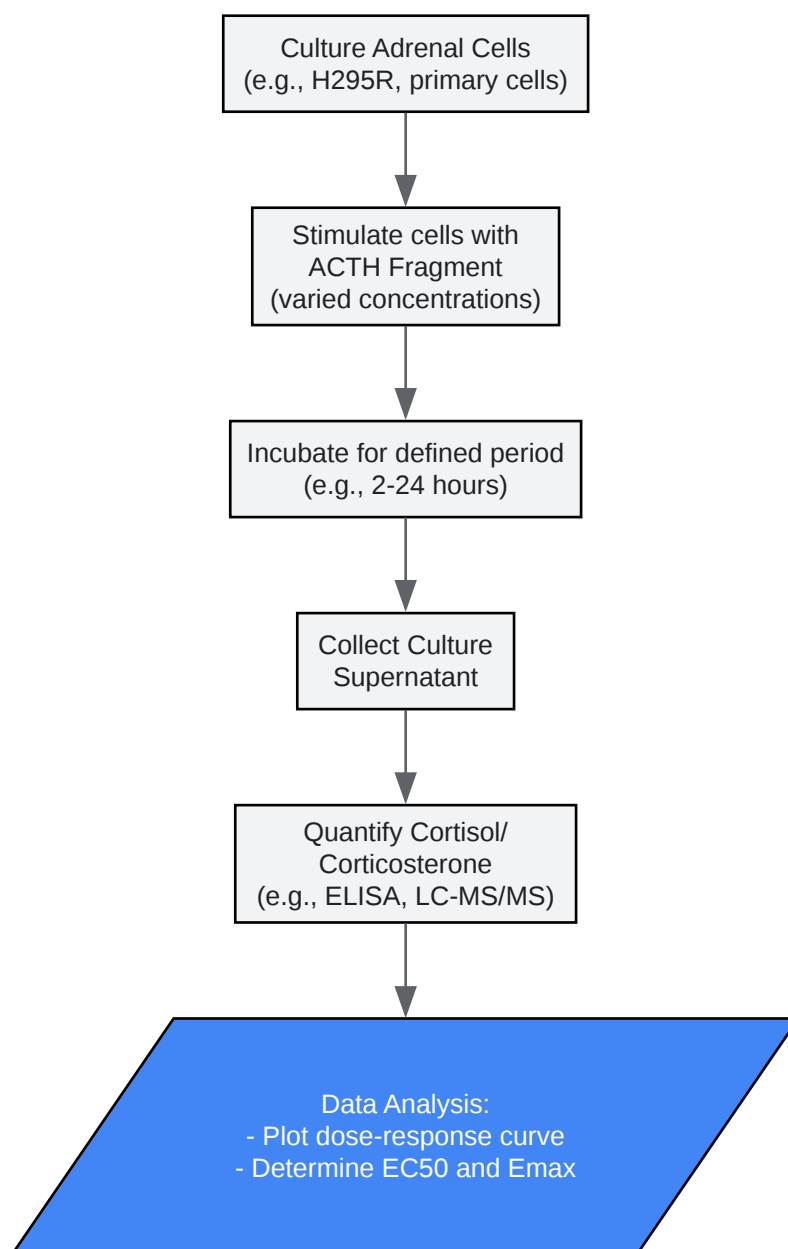 Culture Adrenal Cells
(e.g., H295R, primary cells)
Stimulate cells with
ACTH Fragment
(varied concentrations)
Incubate for defined period
(e.g., 2-24 hours)
Collect Culture
Supernatant
Quantify Cortisol/
Corticosterone
(e.g., ELISA, LC-MS/MS)
Data Analysis:
- Plot dose-response curve
- Determine EC50 and Emax